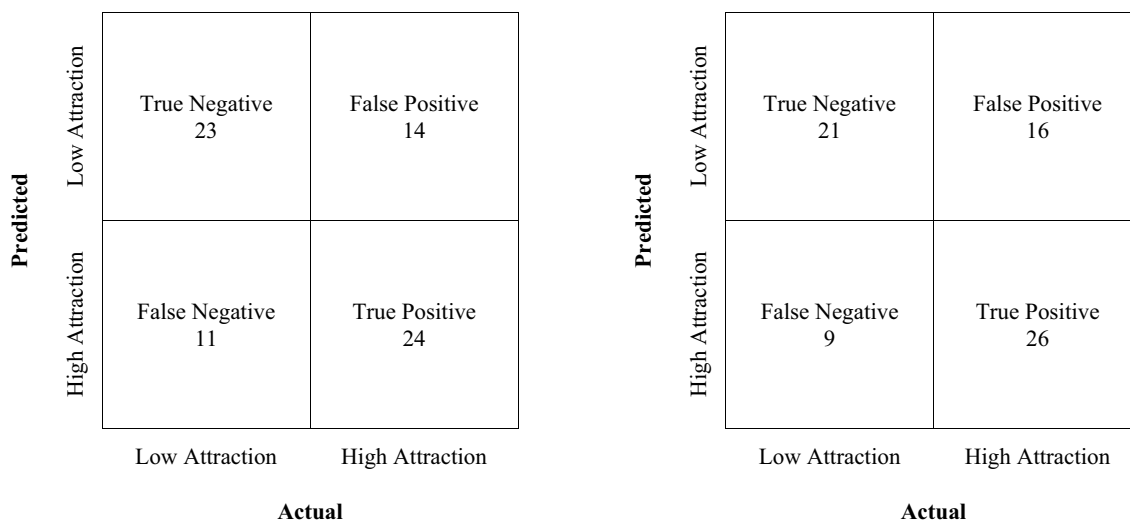 Predicted
Low Attraction
High Attraction
True Negative
23
False Positive
14
False Negative
11
True Positive
24
Low Attraction
High Attraction
Actual
Predicted
Low Attraction
High Attraction
True Negative
21
False Positive
16
False Negative
9
True Positive
26
Low Attraction
High Attraction
Actual